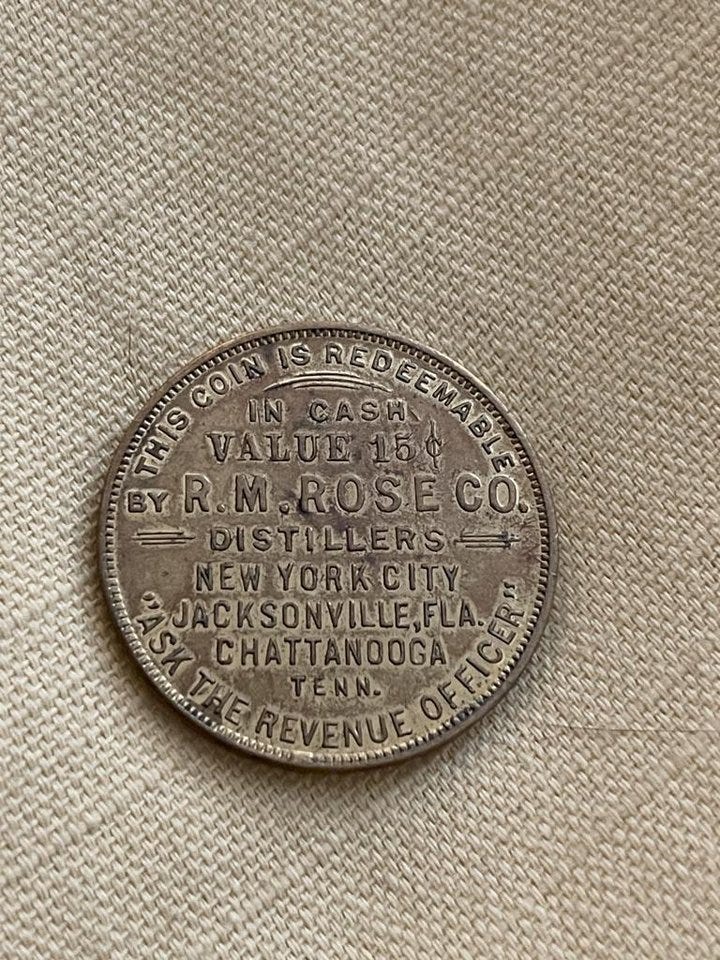 THIS COIN IS REDEEMABLE
IN CASH
VALUE 15¢
BY R.M. ROSE CO.
DISTILLERS
NEW YORK CITY
JACKSONVILLE, FLA.
CHATTANOOGA
TENN.
"ASK THE REVENUE OFFICER"